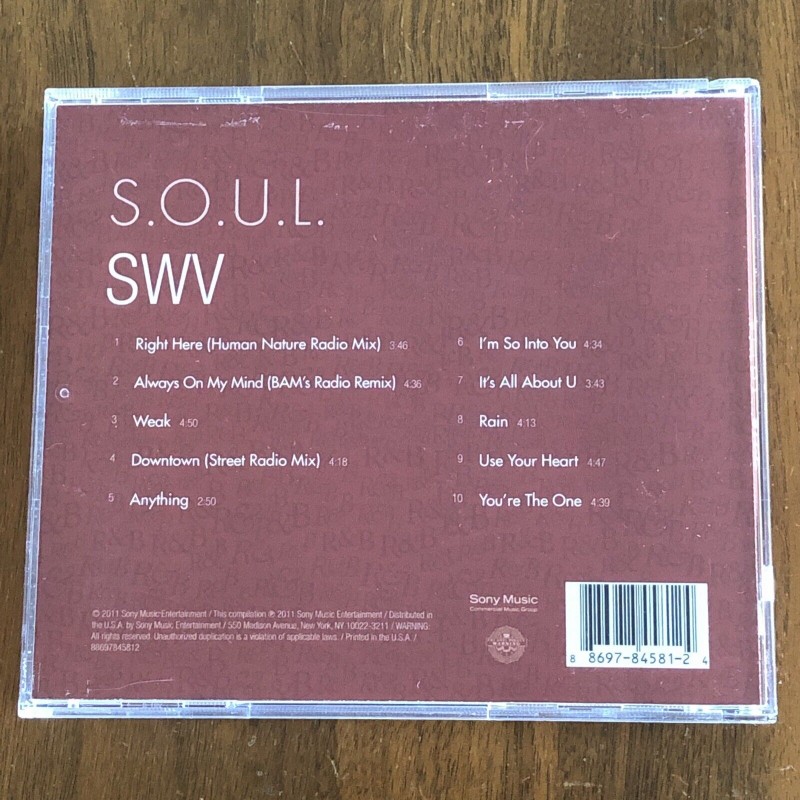 S.O.U.L.
SWV
1 Right Here (Human Nature Radio Mix) 3:46
2 Always On My Mind (BAM's Radio Remix) 4:36
3 Weak 4:50
4 Downtown (Street Radio Mix) 4:18
5 Anything 2:50
6 I'm So Into You 4:34
7 It's All About U 3:43
8 Rain 4:13
9 Use Your Heart 4:47
10 You're The One 4:39
© 2011 Sony Music Entertainment / This compilation ℗ 2011 Sony Music Entertainment / Distributed in
the U.S.A. by Sony Music Entertainment / 550 Madison Avenue, New York, NY 10022-3211 / WARNING:
All rights reserved. Unauthorized duplication is a violation of applicable laws. / Printed in the U.S.A. /
88697845812
Sony Music
Commercial Music Group
8 8697-84581-2 4